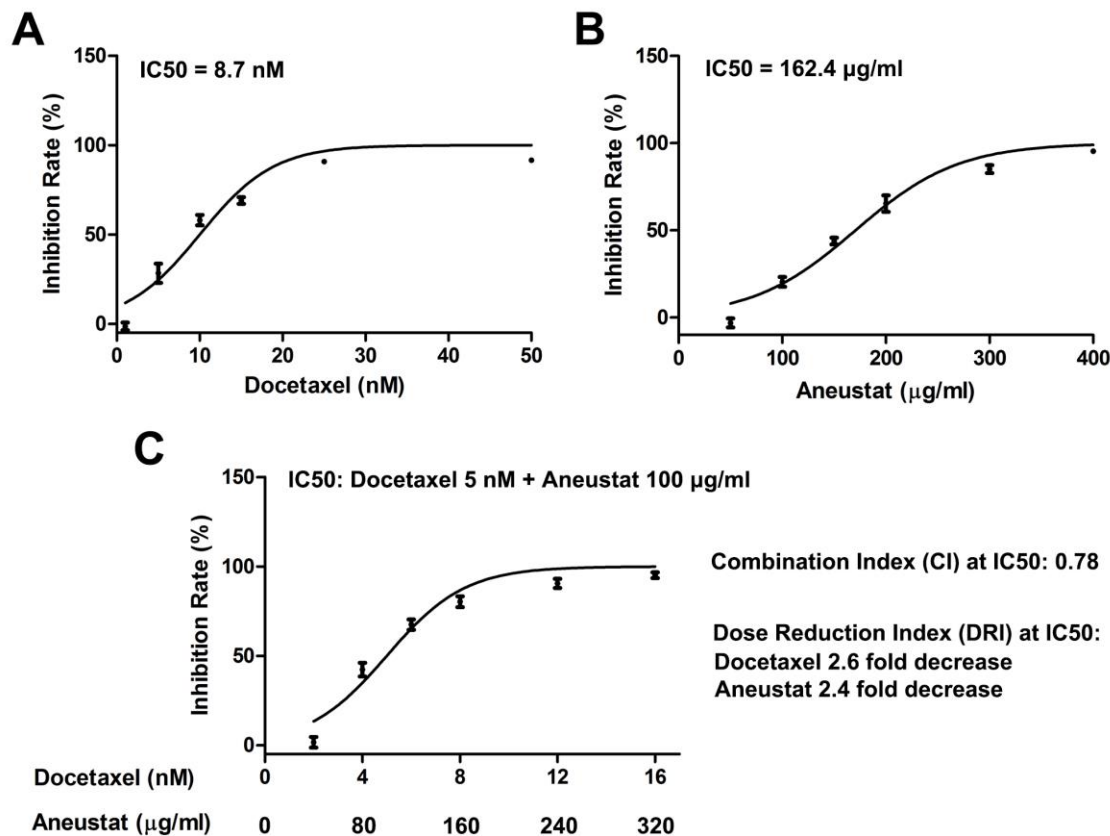 A
IC50 = 8.7 nM
Inhibition Rate (%)
150
100
50
0
0 10 20 30 40 50
Docetaxel (nM)
B
IC50 = 162.4 µg/ml
Inhibition Rate (%)
150
100
50
0
0 100 200 300 400
Aneustat (µg/ml)
C
IC50: Docetaxel 5 nM + Aneustat 100 µg/ml
Inhibition Rate (%)
150
100
50
0
Docetaxel (nM) 0 4 8 12 16
Aneustat (µg/ml) 0 80 160 240 320
Combination Index (CI) at IC50: 0.78
Dose Reduction Index (DRI) at IC50:
Docetaxel 2.6 fold decrease
Aneustat 2.4 fold decrease